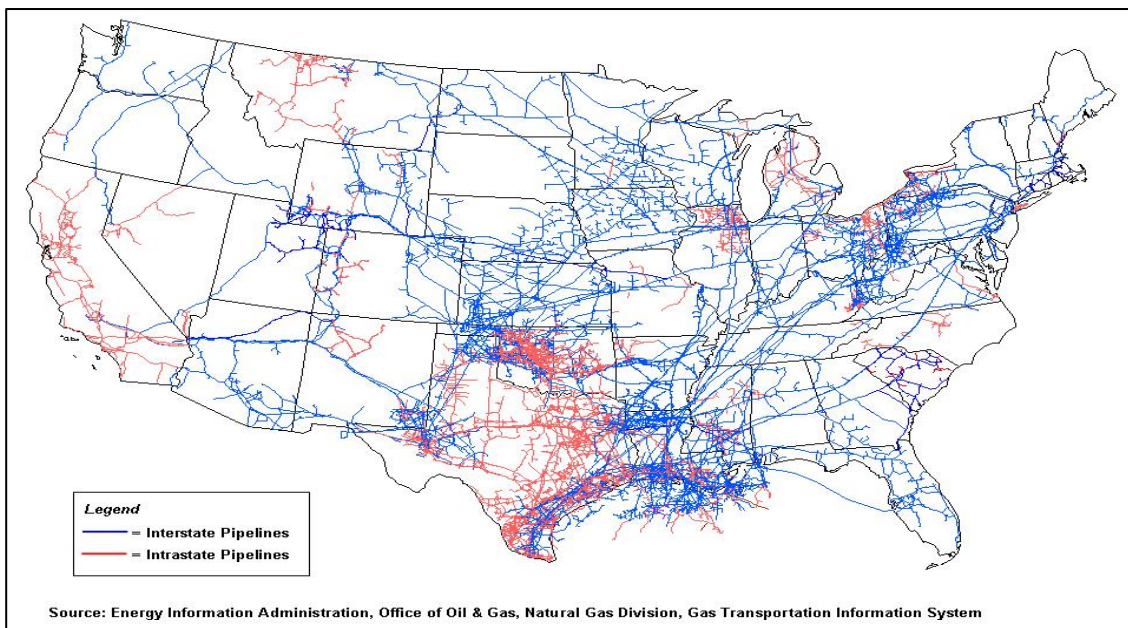 Legend
= Interstate Pipelines
= Intrastate Pipelines
Source: Energy Information Administration, Office of Oil & Gas, Natural Gas Division, Gas Transportation Information System